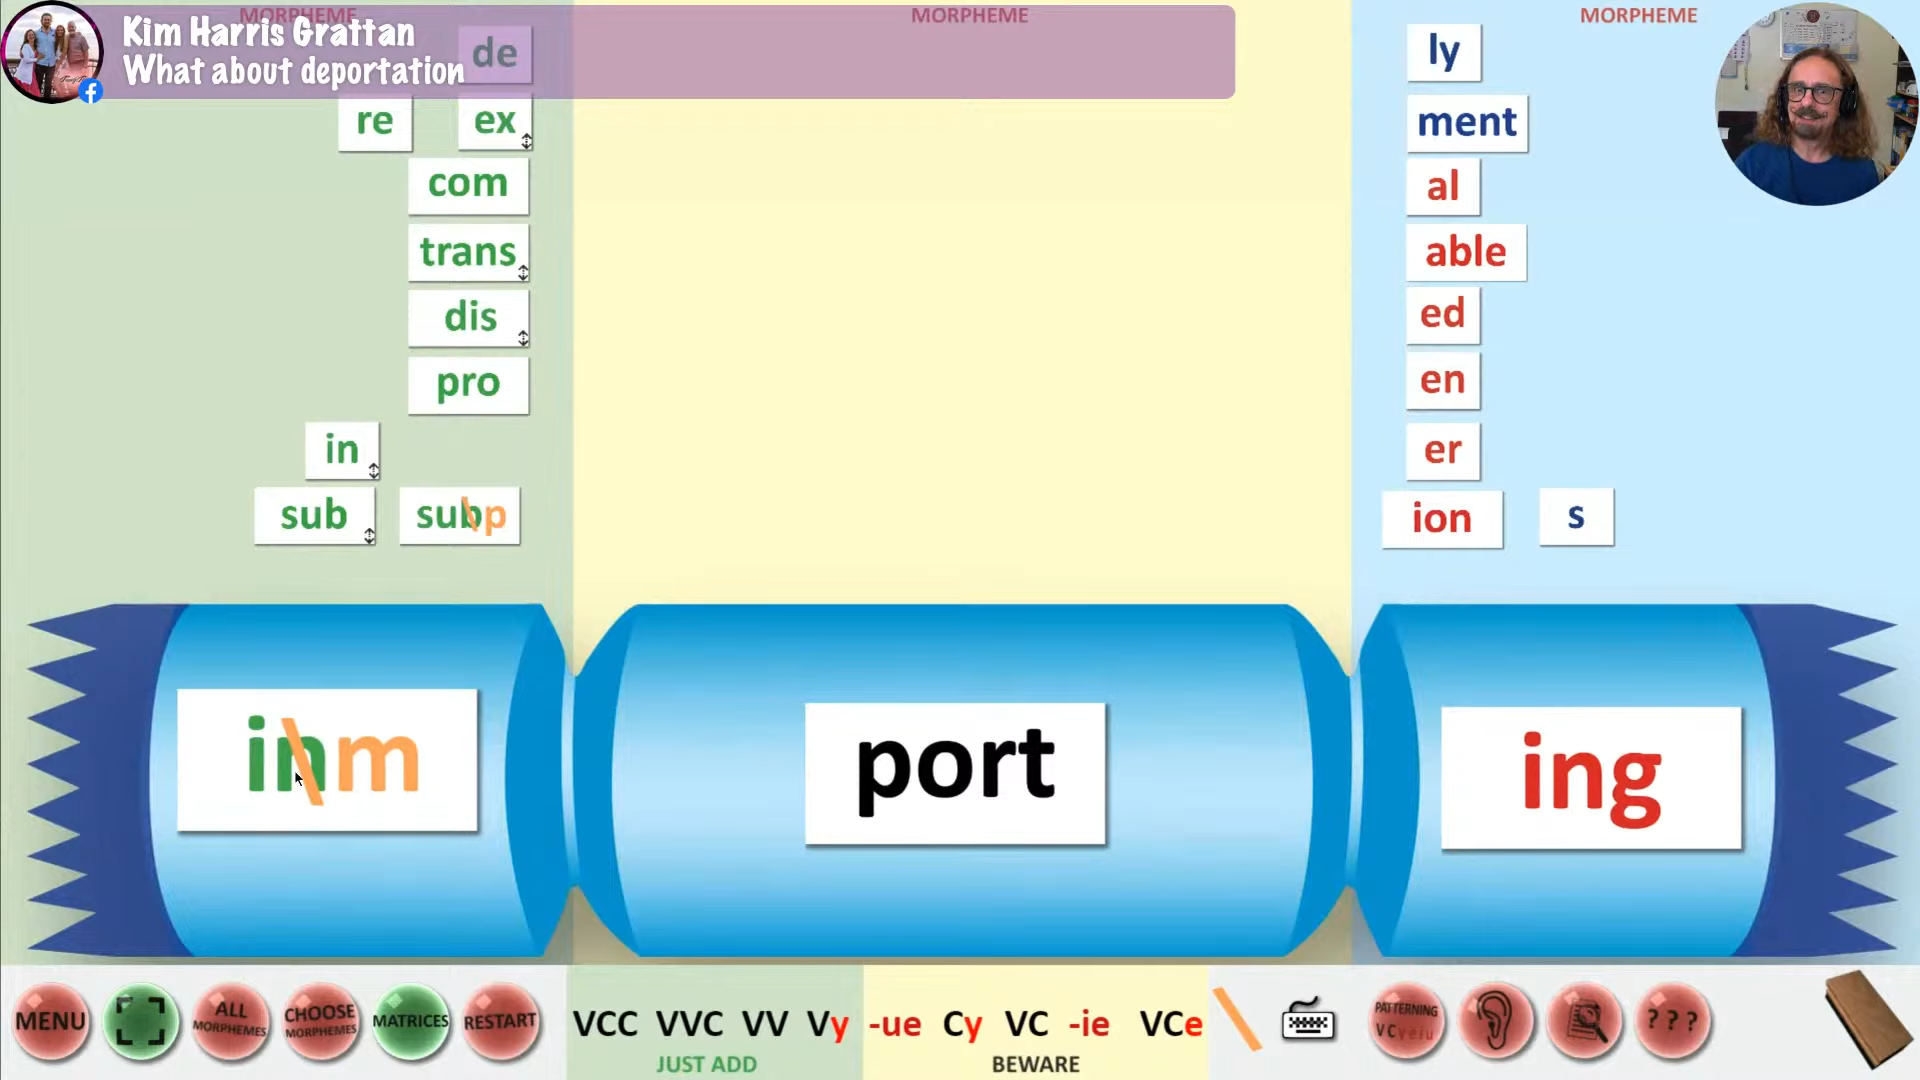 MORPHEME MORPHEME MORPHEME
Kim Harris Grattan
What about deportation
de
re ex
com
trans
dis
pro
in
sub subp
ly
ment
al
able
ed
en
er
ion s
inm port ing
MENU
ALL
MORPHEMES
CHOOSE
MORPHEMES
MATRICES
RESTART
VCC VVC VV Vy -ue Cy VC -ie VCe
JUST ADD BEWARE
PATTERNING
VCyeiu
???